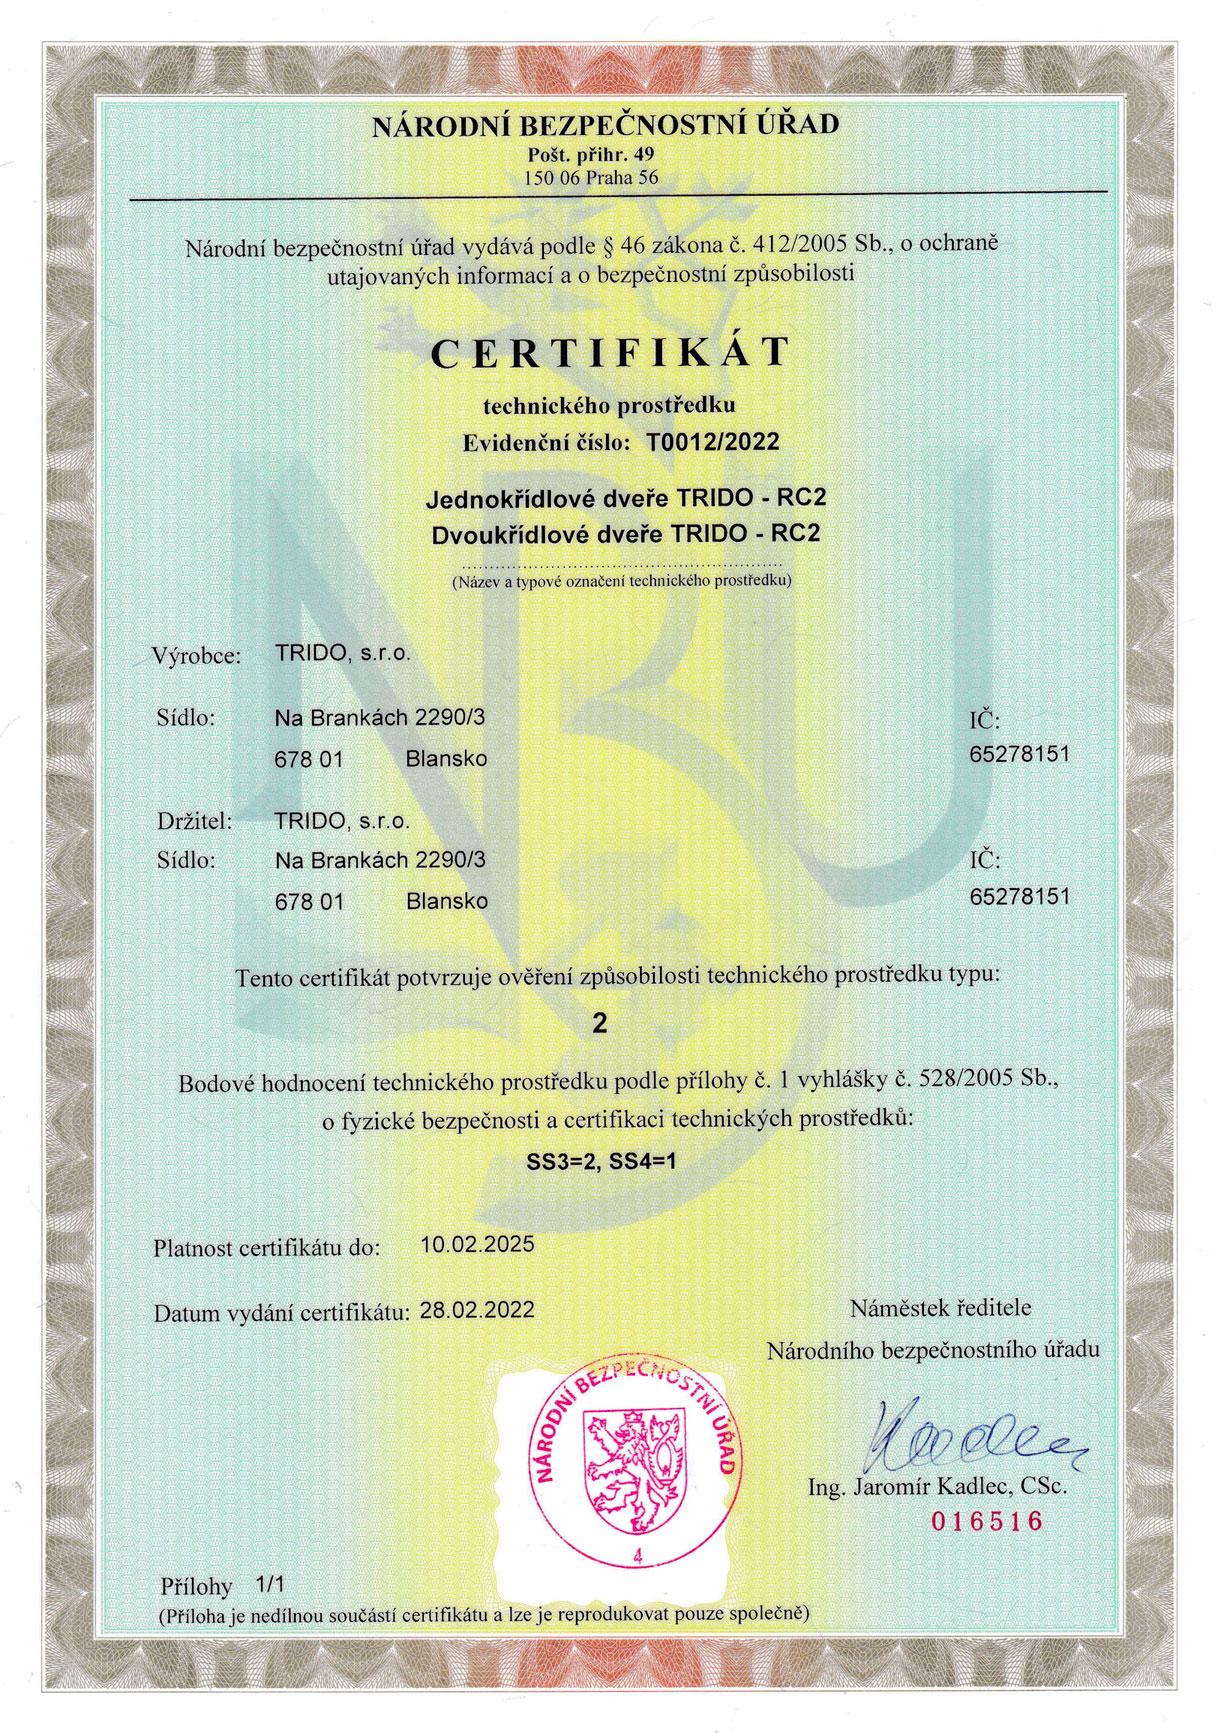 NÁRODNÍ BEZPEČNOSTNÍ ÚŘAD
Pošt. přihr. 49
150 06 Praha 56
Národní bezpečnostní úřad vydává podle § 46 zákona č. 412/2005 Sb., o ochraně
utajovaných informací a o bezpečnostní způsobilosti
CERTIFIKÁT
technického prostředku
Evidenční číslo: T0012/2022
Jednokřídlové dveře TRIDO - RC2
Dvoukřídlové dveře TRIDO - RC2
(Název a typové označení technického prostředku)
Výrobce: TRIDO, s.r.o.
Sídlo: Na Brankách 2290/3 IČ:
678 01 Blansko 65278151
Držitel: TRIDO, s.r.o.
Sídlo: Na Brankách 2290/3 IČ:
678 01 Blansko 65278151
Tento certifikát potvrzuje ověření způsobilosti technického prostředku typu:
2
Bodové hodnocení technického prostředku podle přílohy č. 1 vyhlášky č. 528/2005 Sb.,
o fyzické bezpečnosti a certifikaci technických prostředků:
SS3=2, SS4=1
Platnost certifikátu do: 10.02.2025
Datum vydání certifikátu: 28.02.2022
Náměstek ředitele
Národního bezpečnostního úřadu
NÁRODNÍ BEZPEČNOSTNÍ ÚŘAD
4
Kadlec
Ing. Jaromír Kadlec, CSc.
016516
Přílohy 1/1
(Příloha je nedílnou součástí certifikátu a lze je reprodukovat pouze společně)
NBÚ